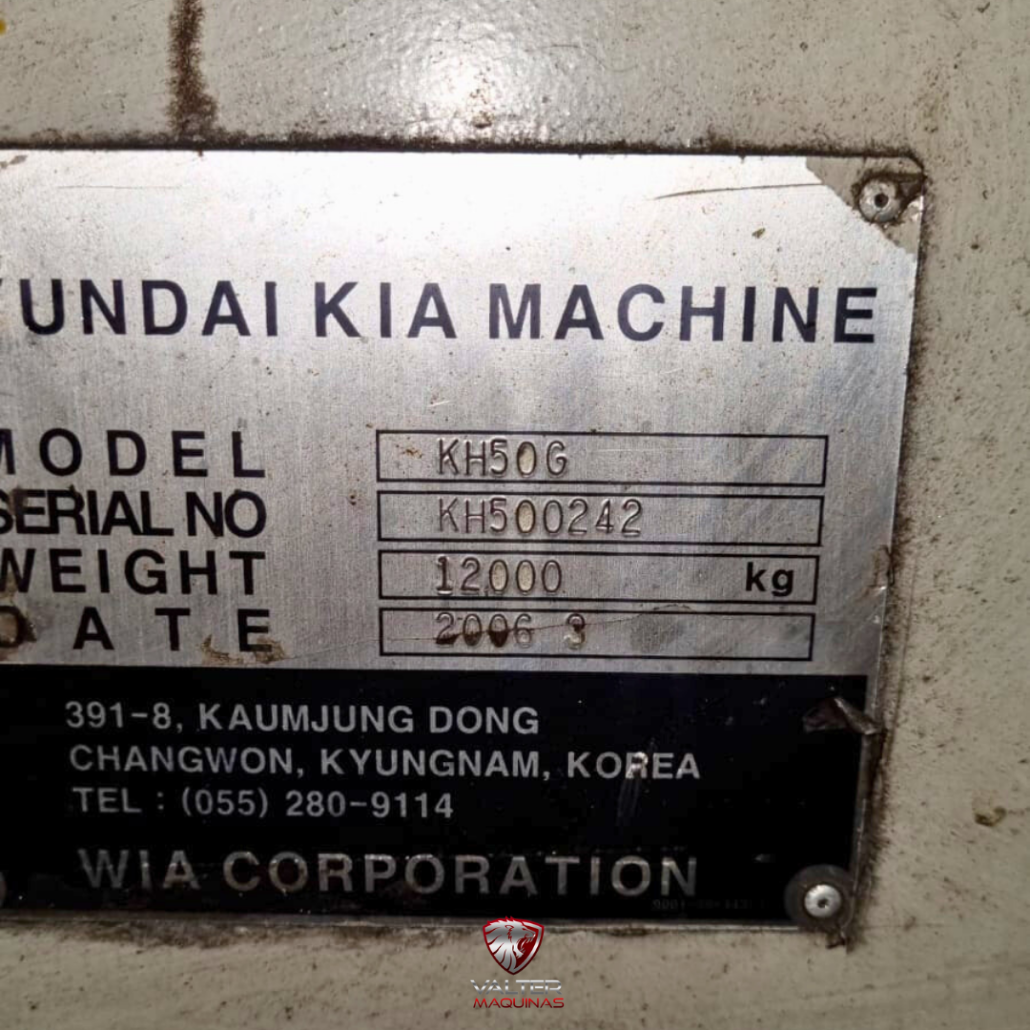 YUNDAI KIA MACHINE
MODEL KH50G
SERIAL NO KH500242
WEIGHT 12000 kg
DATE 2006 3
391-8, KAUMJUNG DONG
CHANGWON, KYUNGNAM, KOREA
TEL : (055) 280-9114
WIA CORPORATION
VALTER
MAQUINAS